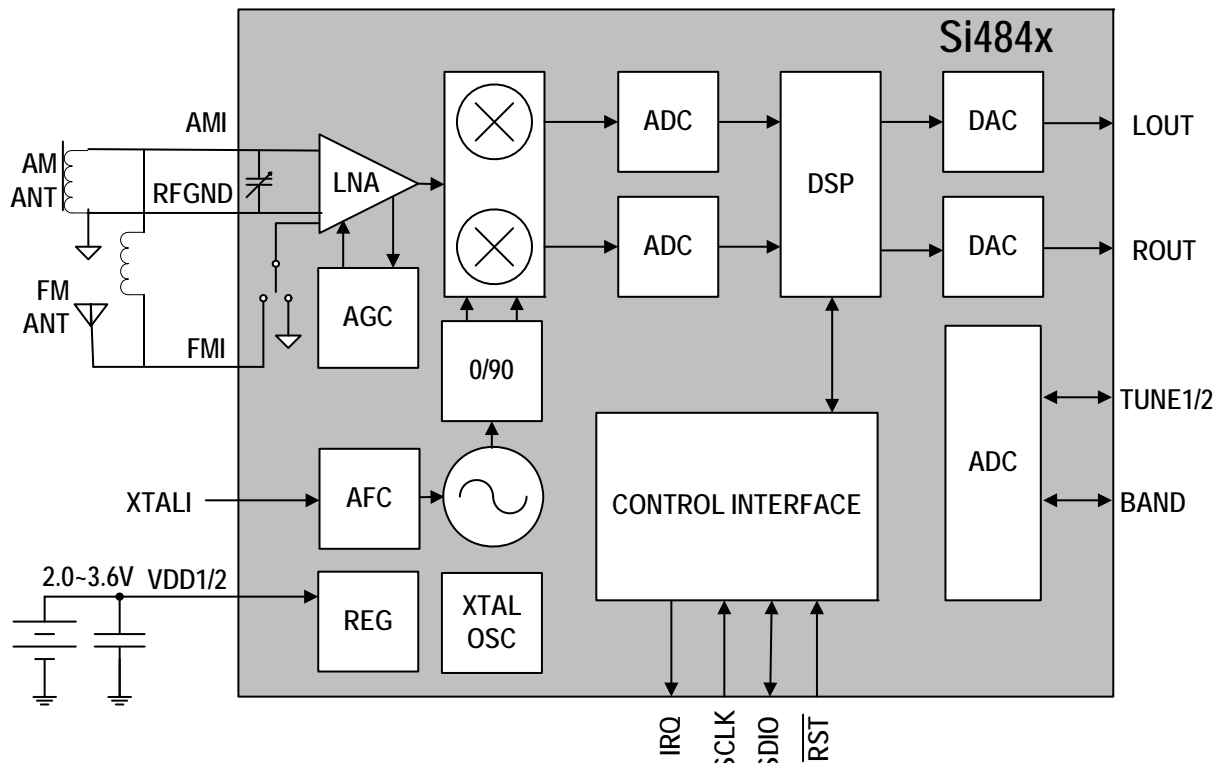 Si484x
AMI
AM
ANT
RFGND
LNA
ADC
DSP
DAC
LOUT
ADC
DAC
ROUT
FM
ANT
FMI
AGC
0/90
TUNE1/2
ADC
BAND
XTALI
AFC
CONTROL INTERFACE
2.0~3.6V VDD1/2
REG
XTAL
OSC
IRQ
SCLK
SDIO
RST